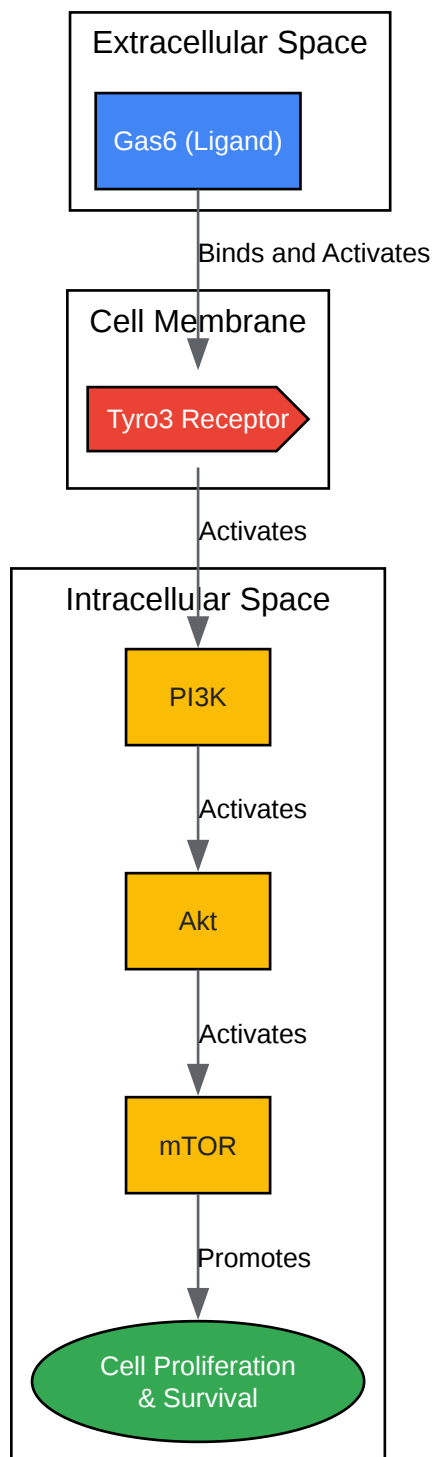 Extracellular Space
Gas6 (Ligand)
Binds and Activates
Cell Membrane
Tyro3 Receptor
Activates
Intracellular Space
PI3K
Activates
Akt
Activates
mTOR
Promotes
Cell Proliferation
& Survival